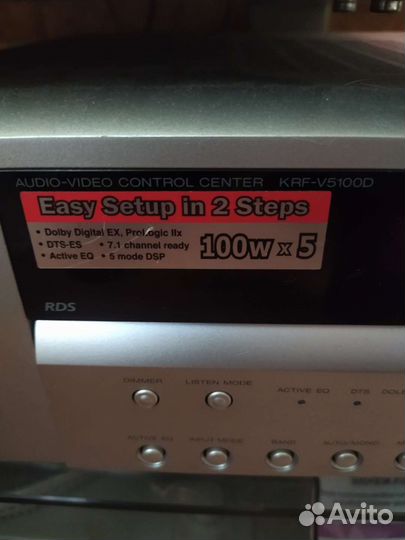 AUDIO-VIDEO CONTROL CENTER KRF-V5100D
Easy Setup in 2 Steps
• Dolby Digital EX, ProLogic IIx
• DTS-ES • 7.1 channel ready
• Active EQ • 5 mode DSP
100w x 5
RDS
DIMMER LISTEN MODE
ACTIVE EQ DTS
ACTIVE EQ INPUT MODE BAND AUTO/MONO
Avito